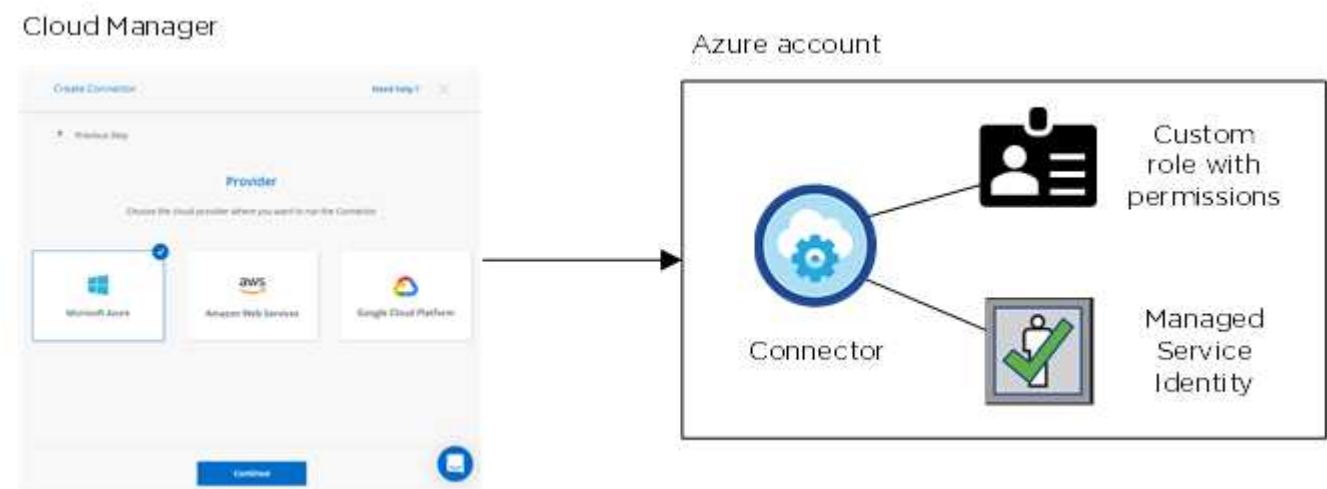 Cloud Manager
Create Connector
Need help?
Previous Step
Provider
Choose the cloud provider where you want to run the Connector
Microsoft Azure
aws
Amazon Web Services
Google Cloud Platform
Continue
Azure account
Custom
role with
permissions
Connector
Managed
Service
Identity